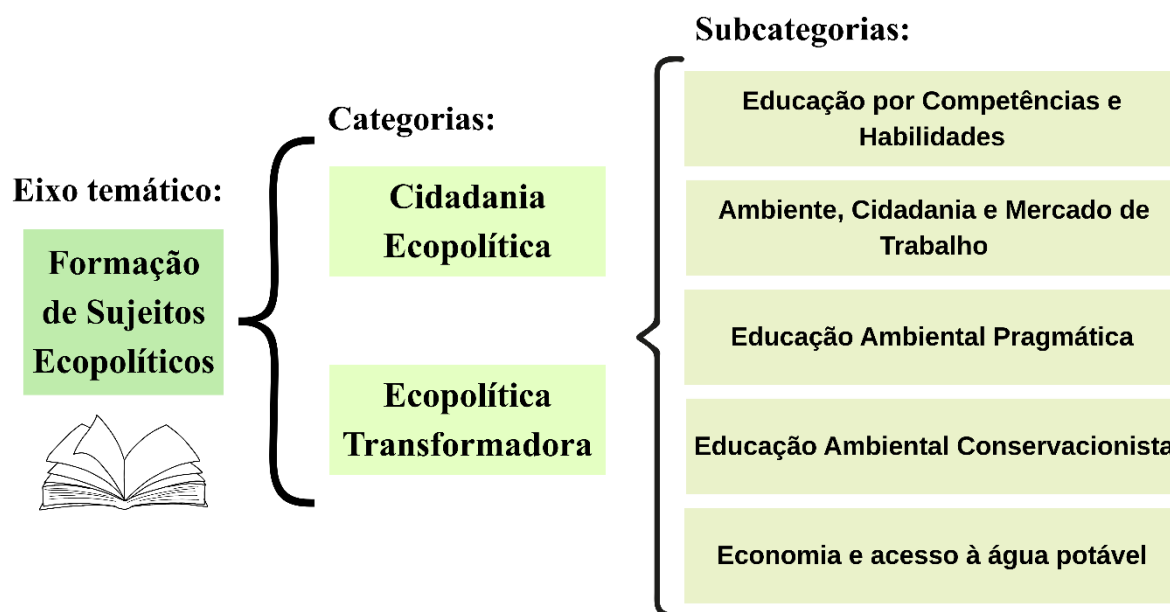 Eixo temático:
Formação
de Sujeitos
Ecopolíticos
Categorias:
Cidadania
Ecopolítica
Ecopolítica
Transformadora
Subcategorias:
Educação por Competências e
Habilidades
Ambiente, Cidadania e Mercado de
Trabalho
Educação Ambiental Pragmática
Educação Ambiental Conservacionista
Economia e acesso à água potável